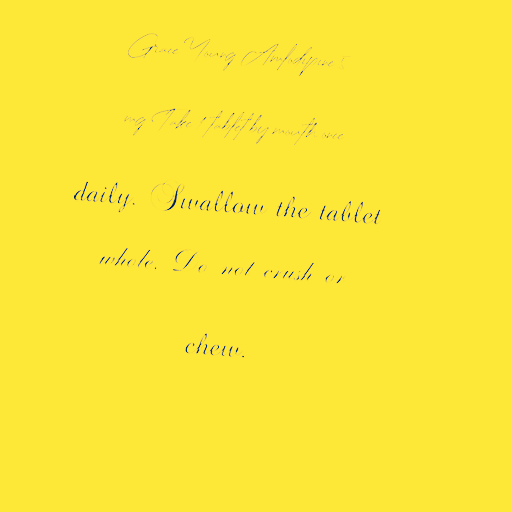 Grace Young Amlodipine 5
mg Take 1 tablet by mouth once
daily. Swallow the tablet
whole. Do not crush or
chew.